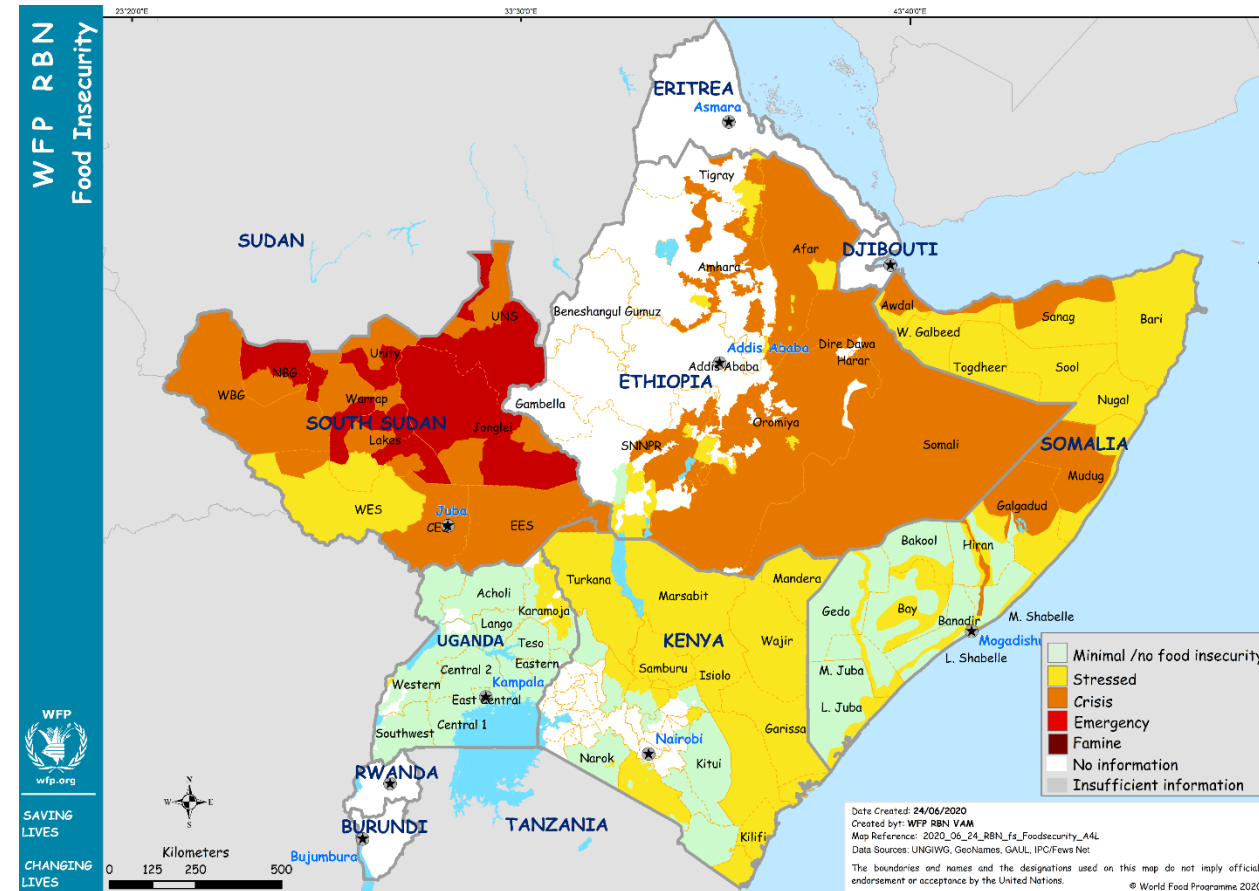 WFP RBN
Food Insecurity
23°20'0"E
33°30'0"E
43°40'0"E
ERITREA
Asmara
Tigray
SUDAN
Afar
DJIBOUTI
Amhara
Awdal
Sanag
Bari
UNS
Beneshangul Gumuz
W. Galbeed
Addis Ababa
Dire Dawa
Harar
Unity
NBG
Addis Ababa
Togdheer
Sool
ETHIOPIA
WBG
Warrap
Gambella
Nugal
SOUTH SUDAN
Jonglei
Oromiya
Lakes
SNNPR
Somali
SOMALIA
Mudug
WES
Juba
CES
EES
Galgadud
Bakool
Hiran
Turkana
Mandera
Acholi
Marsabit
Karamoja
Gedo
Bay
Lango
Banadir
M. Shabelle
UGANDA
Teso
KENYA
Wajir
Mogadishu
Eastern
L. Shabelle
Central 2
Samburu
Isiolo
M. Juba
Western
Kampala
East Central
L. Juba
Central 1
Garissa
Southwest
Nairobi
Narok
Kitui
RWANDA
BURUNDI
TANZANIA
Kilifi
Bujumbura
Minimal /no food insecurity
Stressed
Crisis
Emergency
Famine
No information
Insufficient information
WFP
wfp.org
SAVING
LIVES
CHANGING
LIVES
N
W
E
S
Kilometers
0 125 250 500
Date Created: 24/06/2020
Created byt: WFP RBN VAM
Map Reference: 2020_06_24_RBN_fs_Foodsecurity_A4L
Data Sources: UNGIWG, GeoNames, GAUL, IPC/Fews Net
The boundaries and names and the designations used on this map do not imply official
endorsement or acceptance by the United Nations.
© World Food Programme 2020